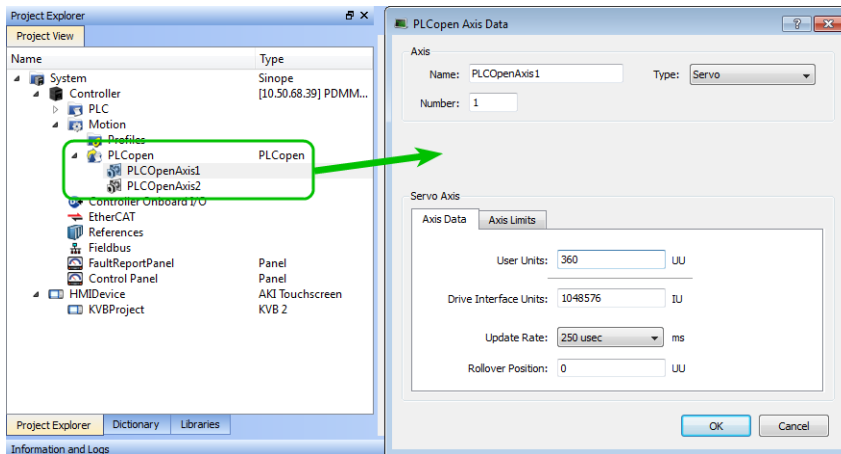 Project Explorer
Project View
Name Type
System Sinope
Controller [10.50.68.39] PDMM...
PLC
Motion
Profiles
PLCopen PLCopen
PLCOpenAxis1
PLCOpenAxis2
Controller Onboard I/O
EtherCAT
References
Fieldbus
FaultReportPanel Panel
Control Panel Panel
HMIDevice AKI Touchscreen
KVBProject KVB 2
Project Explorer Dictionary Libraries
Information and Logs
PLCopen Axis Data
Axis
Name: PLCOpenAxis1 Type: Servo
Number: 1
Servo Axis
Axis Data Axis Limits
User Units: 360 UU
Drive Interface Units: 1048576 IU
Update Rate: 250 usec ms
Rollover Position: 0 UU
OK Cancel